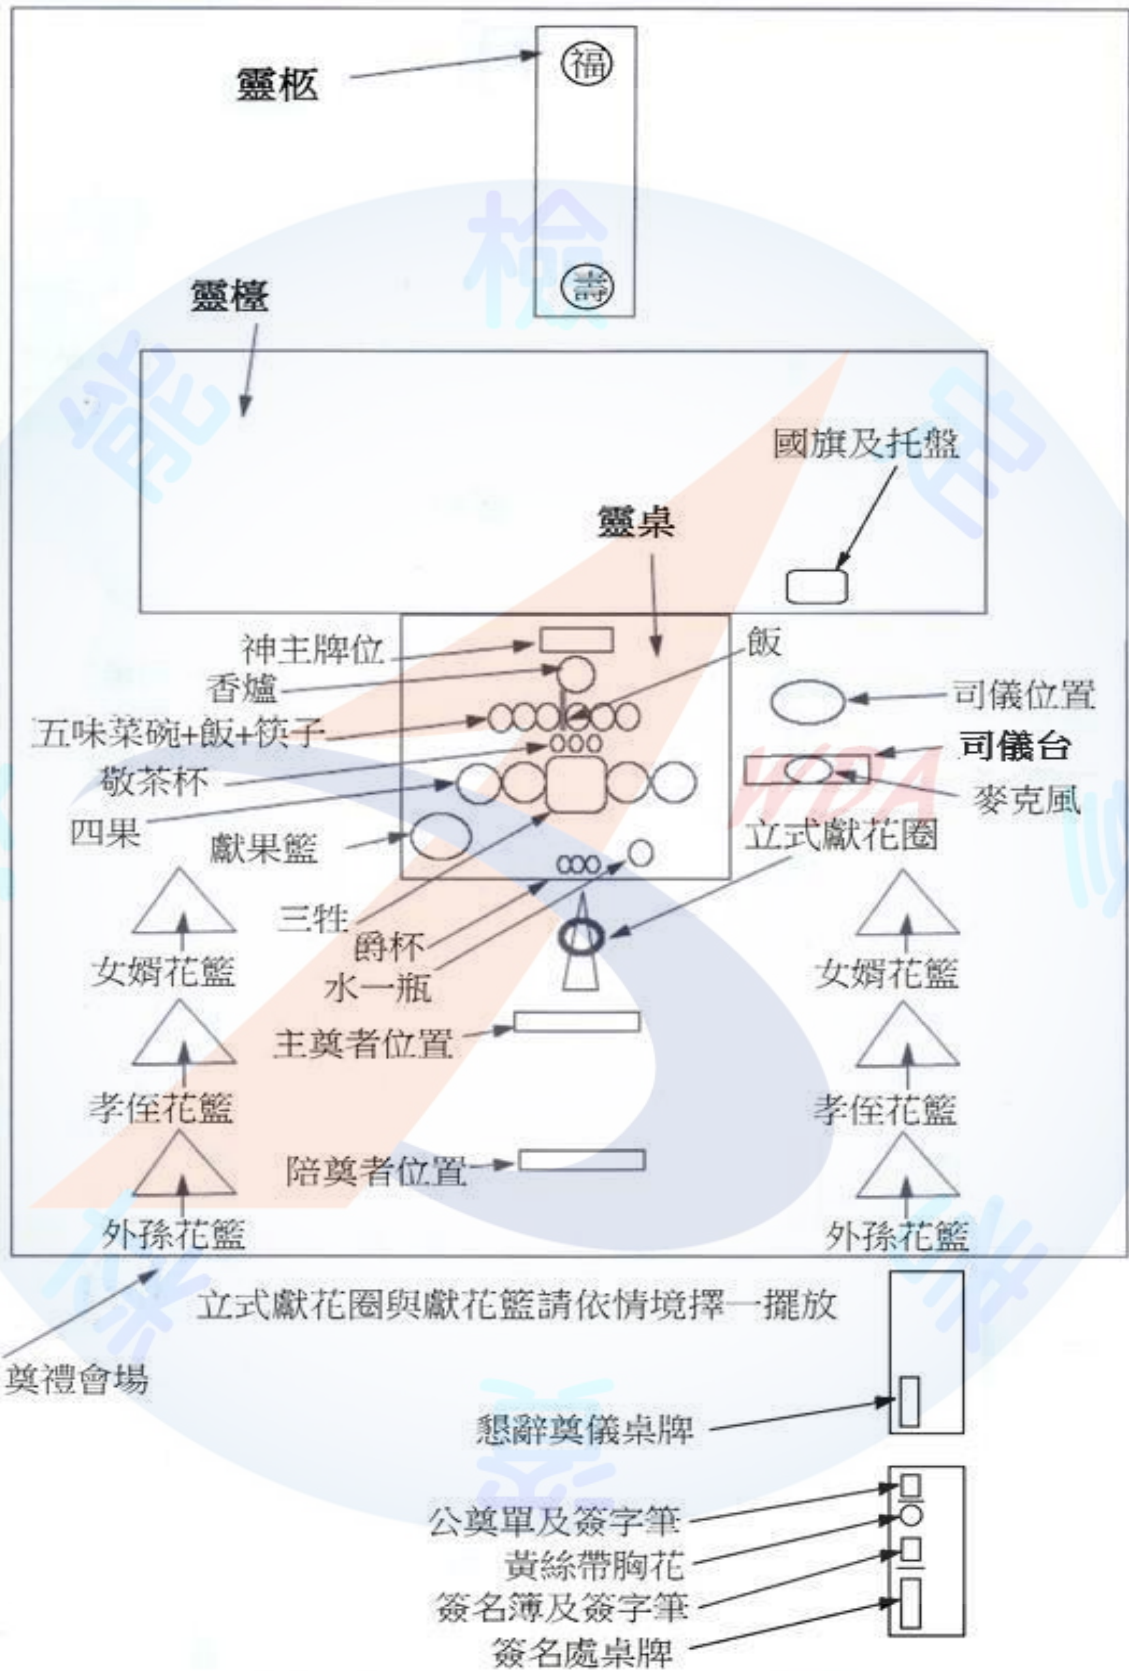 靈柩
福
壽
靈檯
國旗及托盤
靈桌
神主牌位
飯
香爐
司儀位置
五味菜碗+飯+筷子
司儀台
敬茶杯
麥克風
四果
獻果籃
立式獻花圈
三牲
爵杯
水一瓶
女婿花籃
女婿花籃
主奠者位置
孝侄花籃
孝侄花籃
陪奠者位置
外孫花籃
外孫花籃
立式獻花圈與獻花籃請依情境擇一擺放
奠禮會場
懇辭奠儀桌牌
公奠單及簽字筆
黃絲帶胸花
簽名簿及簽字筆
簽名處桌牌
WDA
技能檢定